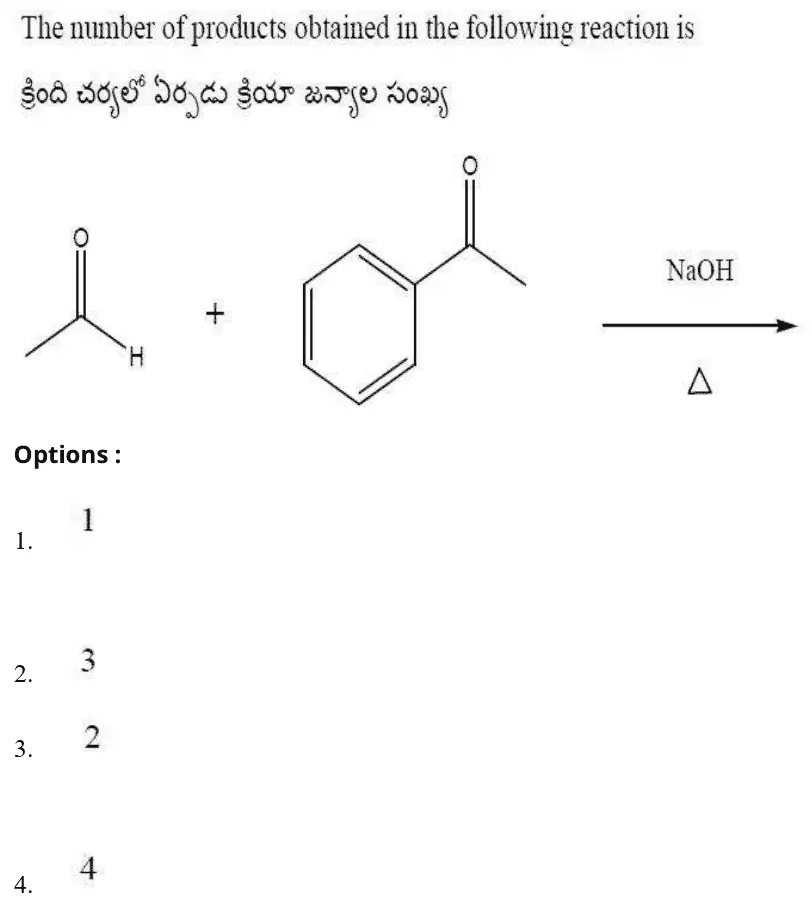 The number of products obtained in the following reaction is
క్రింది చర్యలో ఏర్పడు క్రియా జన్యాల సంఖ్య
O
O
H
+
NaOH
Δ
Options :
1. 1
2. 3
3. 2
4. 4